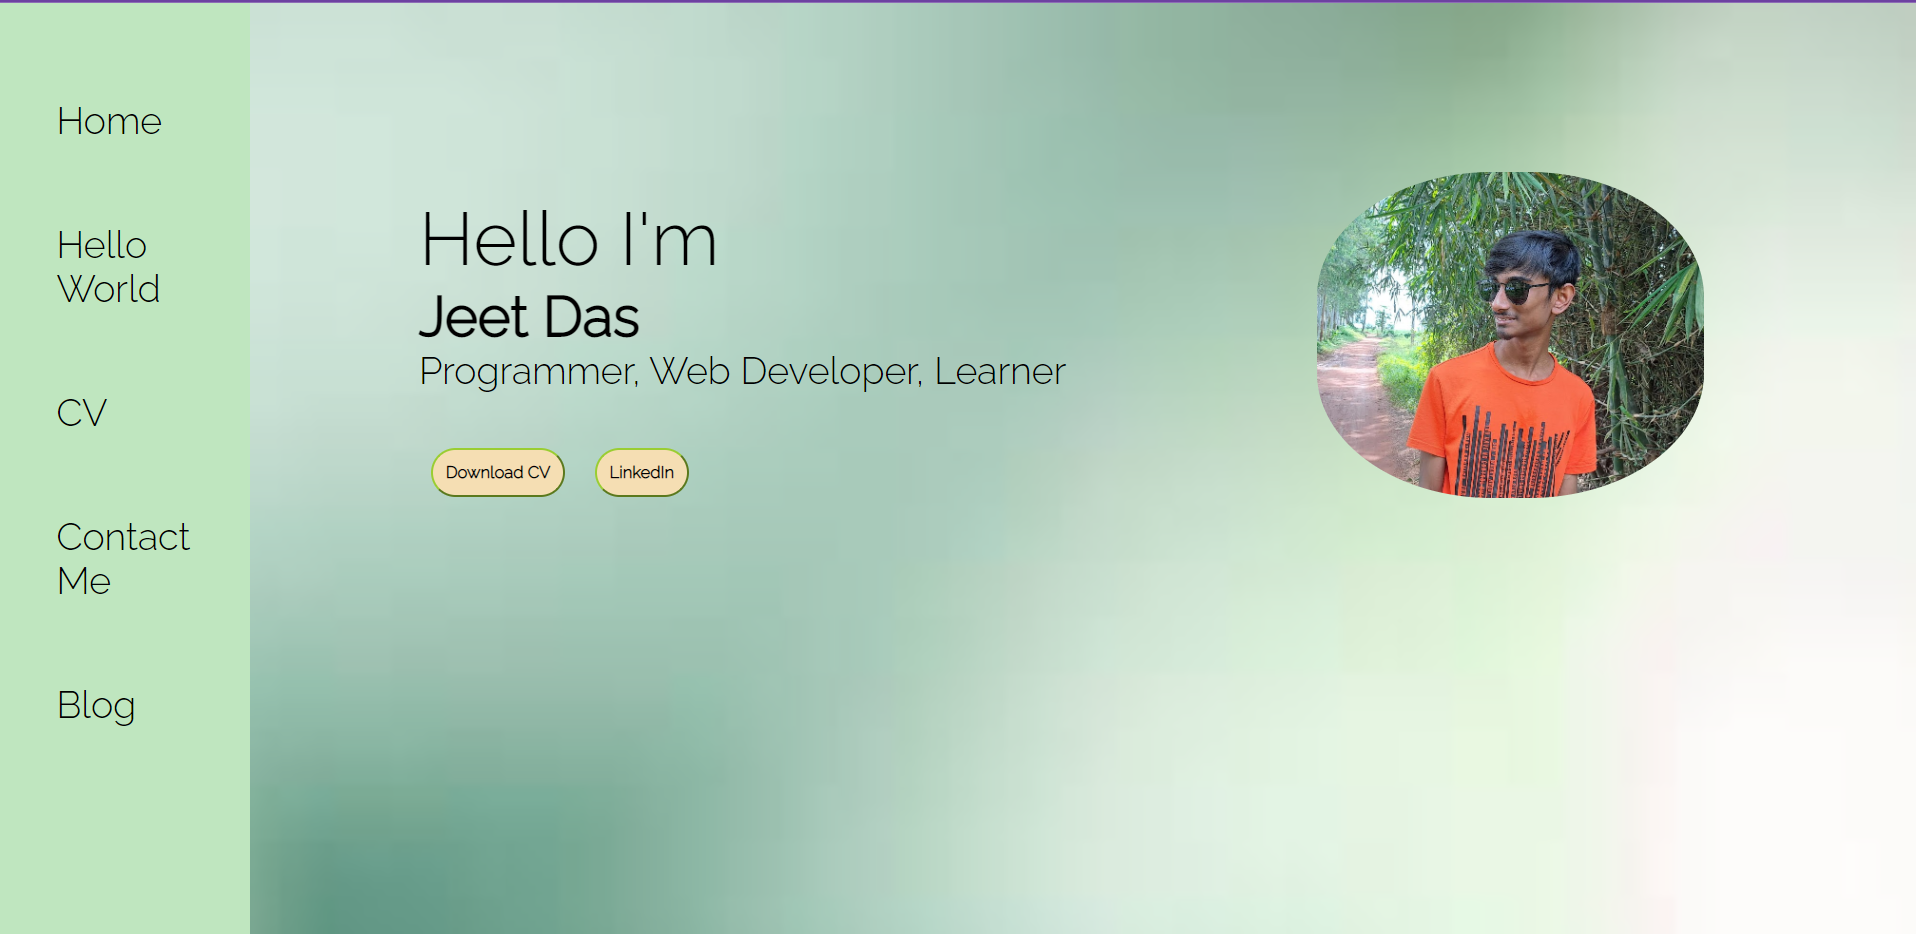 Home
Hello
World
CV
Contact
Me
Blog
Hello I'm
Jeet Das
Programmer, Web Developer, Learner
Download CV
LinkedIn